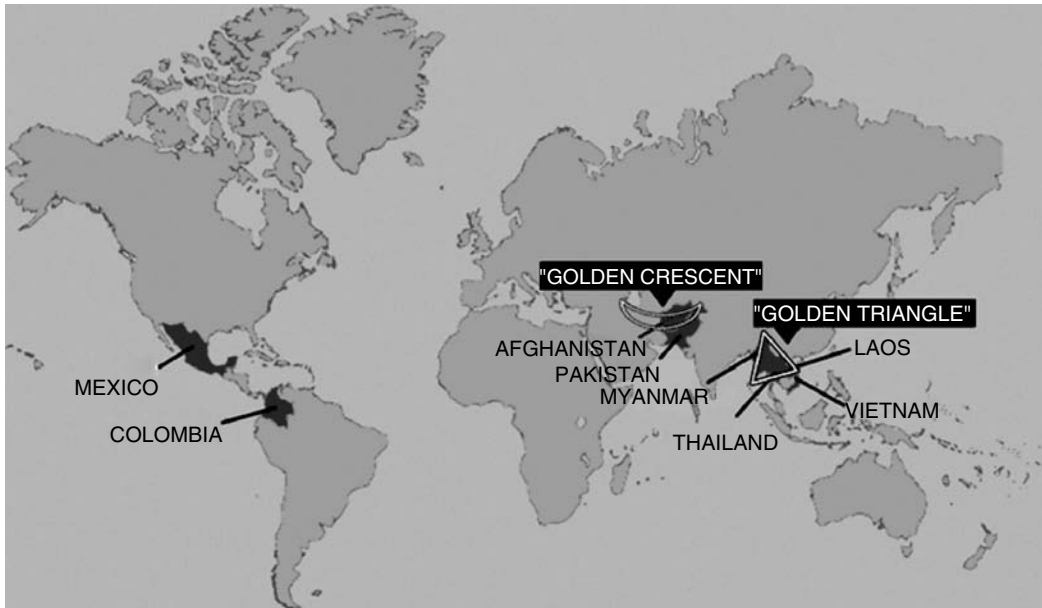 "GOLDEN CRESCENT"
"GOLDEN TRIANGLE"
AFGHANISTAN
LAOS
PAKISTAN
MEXICO
MYANMAR
VIETNAM
COLOMBIA
THAILAND